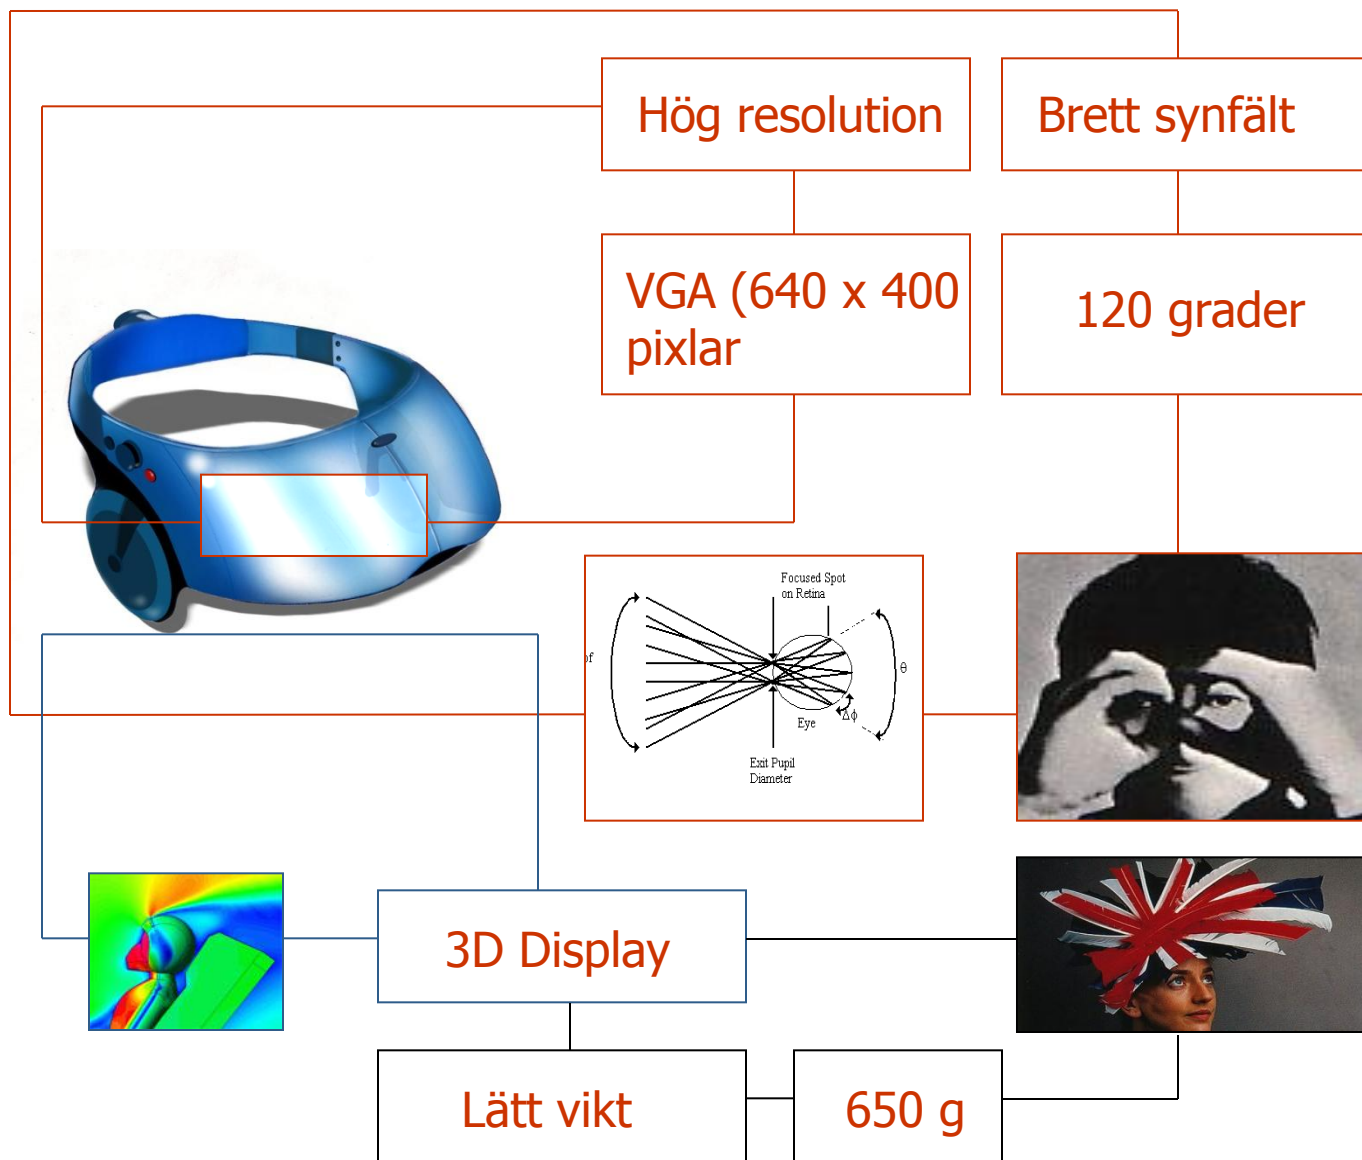 Hög resolution
Brett synfält
VGA (640 x 400
pixlar
120 grader
Focused Spot
on Retina
of
θ
Δϕ
Eye
Exit Pupil
Diameter
3D Display
Lätt vikt
650 g